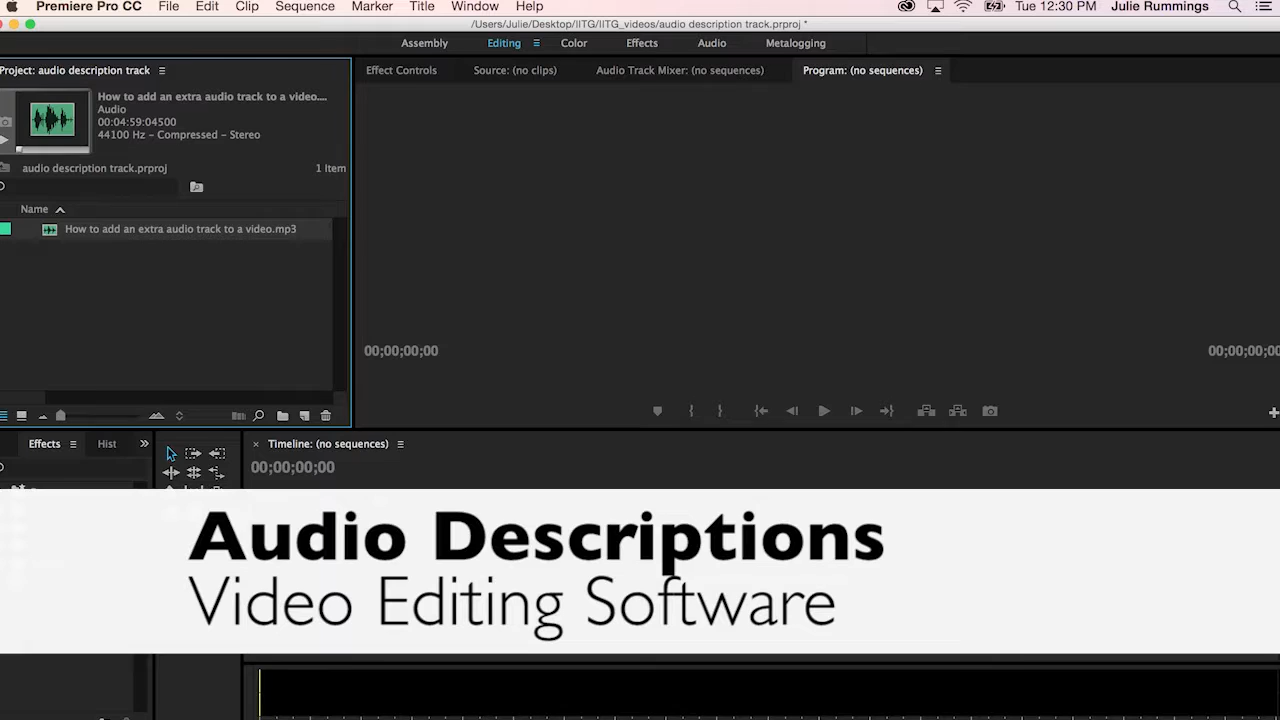 Premiere Pro CC File Edit Clip Sequence Marker Title Window Help Tue 12:30 PM Julie Rummings
/Users/Julie/Desktop/IITG/IITG_videos/audio description track.prproj *
Assembly Editing Color Effects Audio Metalogging
Project: audio description track Effect Controls Source: (no clips) Audio Track Mixer: (no sequences) Program: (no sequences)
How to add an extra audio track to a video....
Audio
00:04:59:04500
44100 Hz – Compressed – Stereo
audio description track.prproj 1 Item
Name
How to add an extra audio track to a video.mp3
00;00;00;00 00;00;00;00
Effects Hist Timeline: (no sequences)
00;00;00;00
Audio Descriptions
Video Editing Software